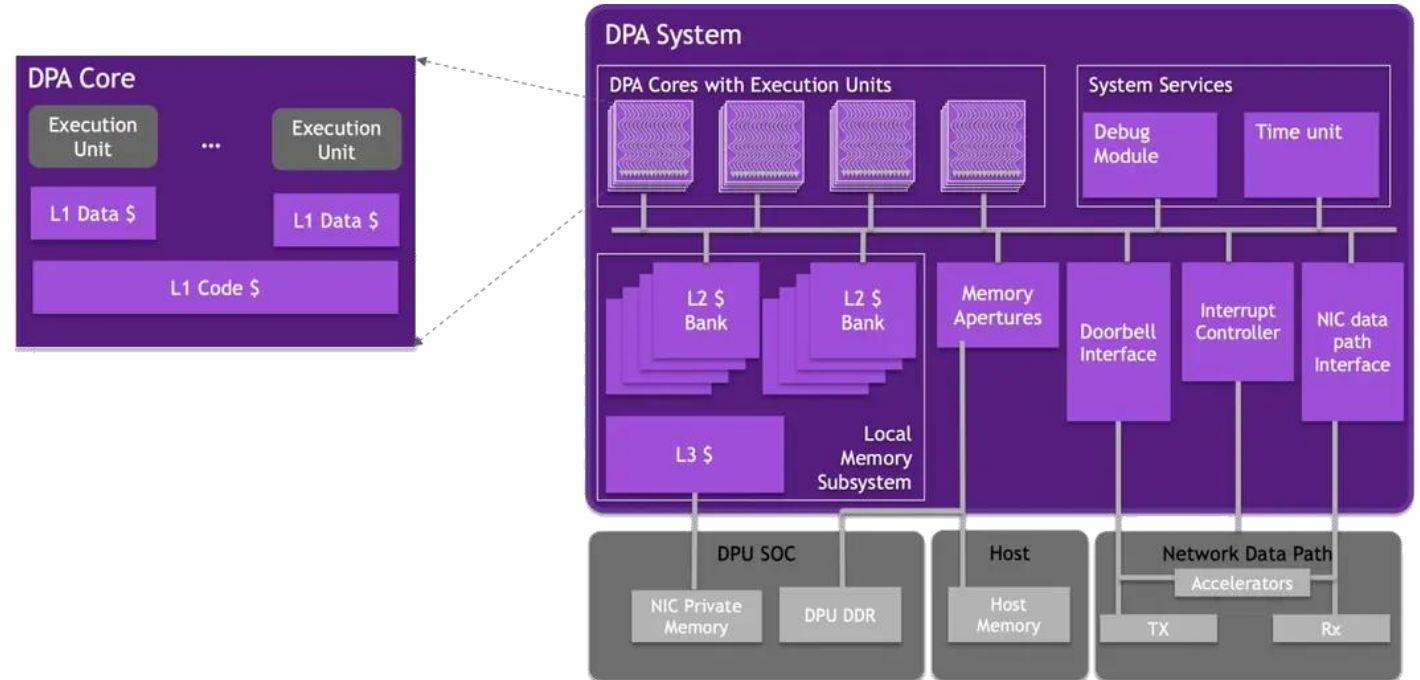 DPA Core
Execution
Unit
...
Execution
Unit
L1 Data $
L1 Data $
L1 Code $
DPA System
DPA Cores with Execution Units
System Services
Debug
Module
Time unit
L2 $
Bank
L2 $
Bank
Memory
Apertures
Doorbell
Interface
Interrupt
Controller
NIC data
path
Interface
L3 $
Local
Memory
Subsystem
DPU SOC
NIC Private
Memory
DPU DDR
Host
Host
Memory
Network Data Path
Accelerators
TX
Rx